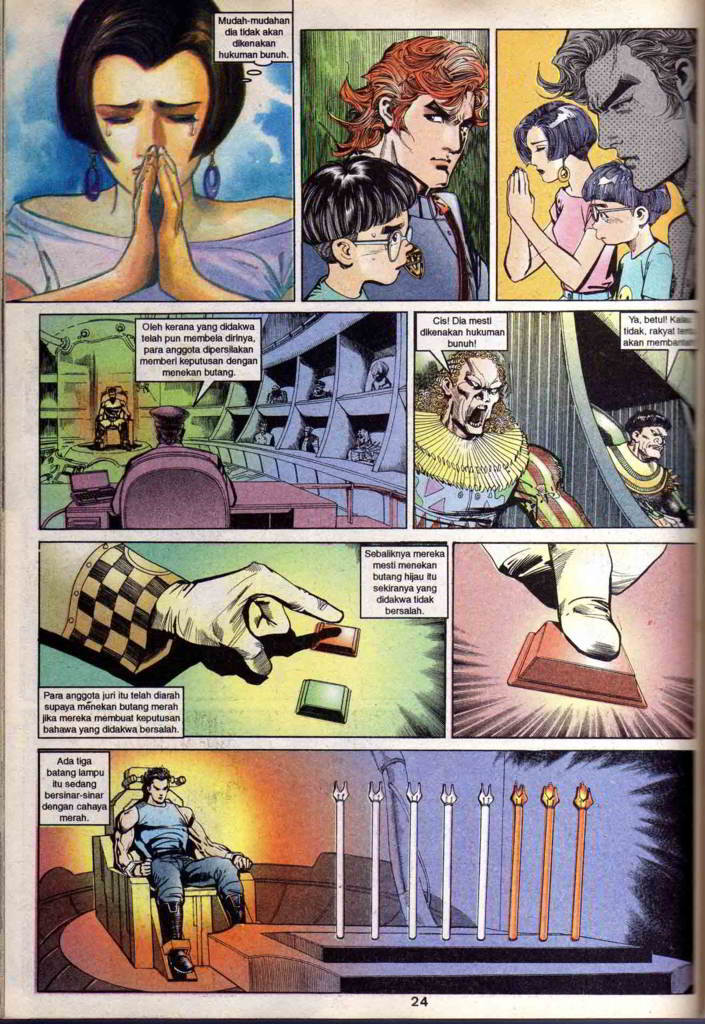 Mudah-mudahan
dia tidak akan
dikenakan
hukuman bunuh.
Oleh kerana yang didakwa
telah pun membela dirinya,
para anggota dipersilakan
memberi keputusan dengan
menekan butang.
Cis! Dia mesti
dikenakan hukuman
bunuh!
Ya, betul!
tidak, rakyat
akan
Sebaliknya mereka
mesti menekan
butang hijau itu
sekiranya yang
didakwa tidak
bersalah.
Para anggota juri itu telah diarah
supaya menekan butang merah
jika mereka membuat keputusan
bahawa yang didakwa bersalah.
Ada tiga
batang lampu
itu sedang
bersinar-sinar
dengan cahaya
merah.
24